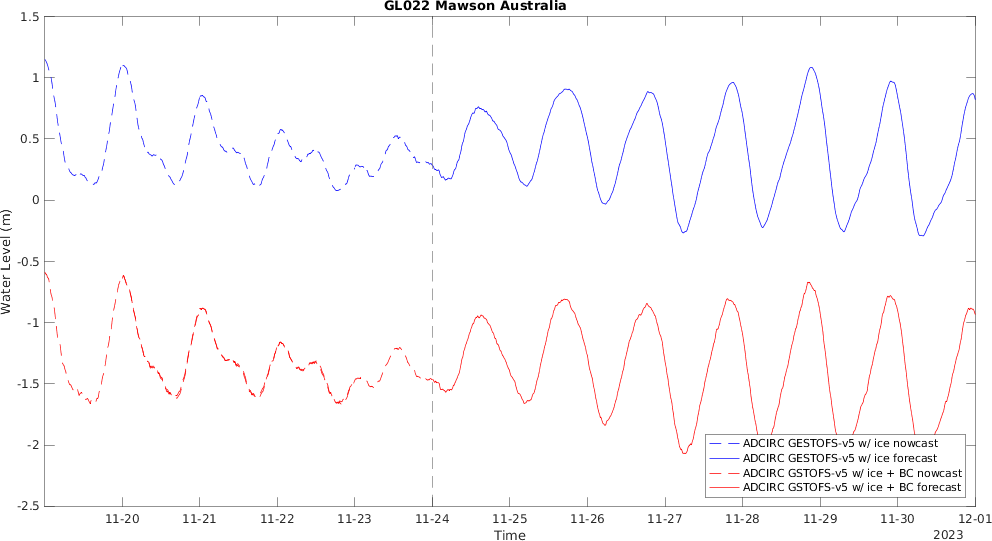 GL022 Mawson Australia
1.5
1
0.5
0
-0.5
-1
-1.5
-2
-2.5
Water Level (m)
ADCIRC GESTOFS-v5 w/ ice nowcast
ADCIRC GESTOFS-v5 w/ ice forecast
ADCIRC GSTOFS-v5 w/ ice + BC nowcast
ADCIRC GSTOFS-v5 w/ ice + BC forecast
11-20 11-21 11-22 11-23 11-24 11-25 11-26 11-27 11-28 11-29 11-30 12-01
Time
2023